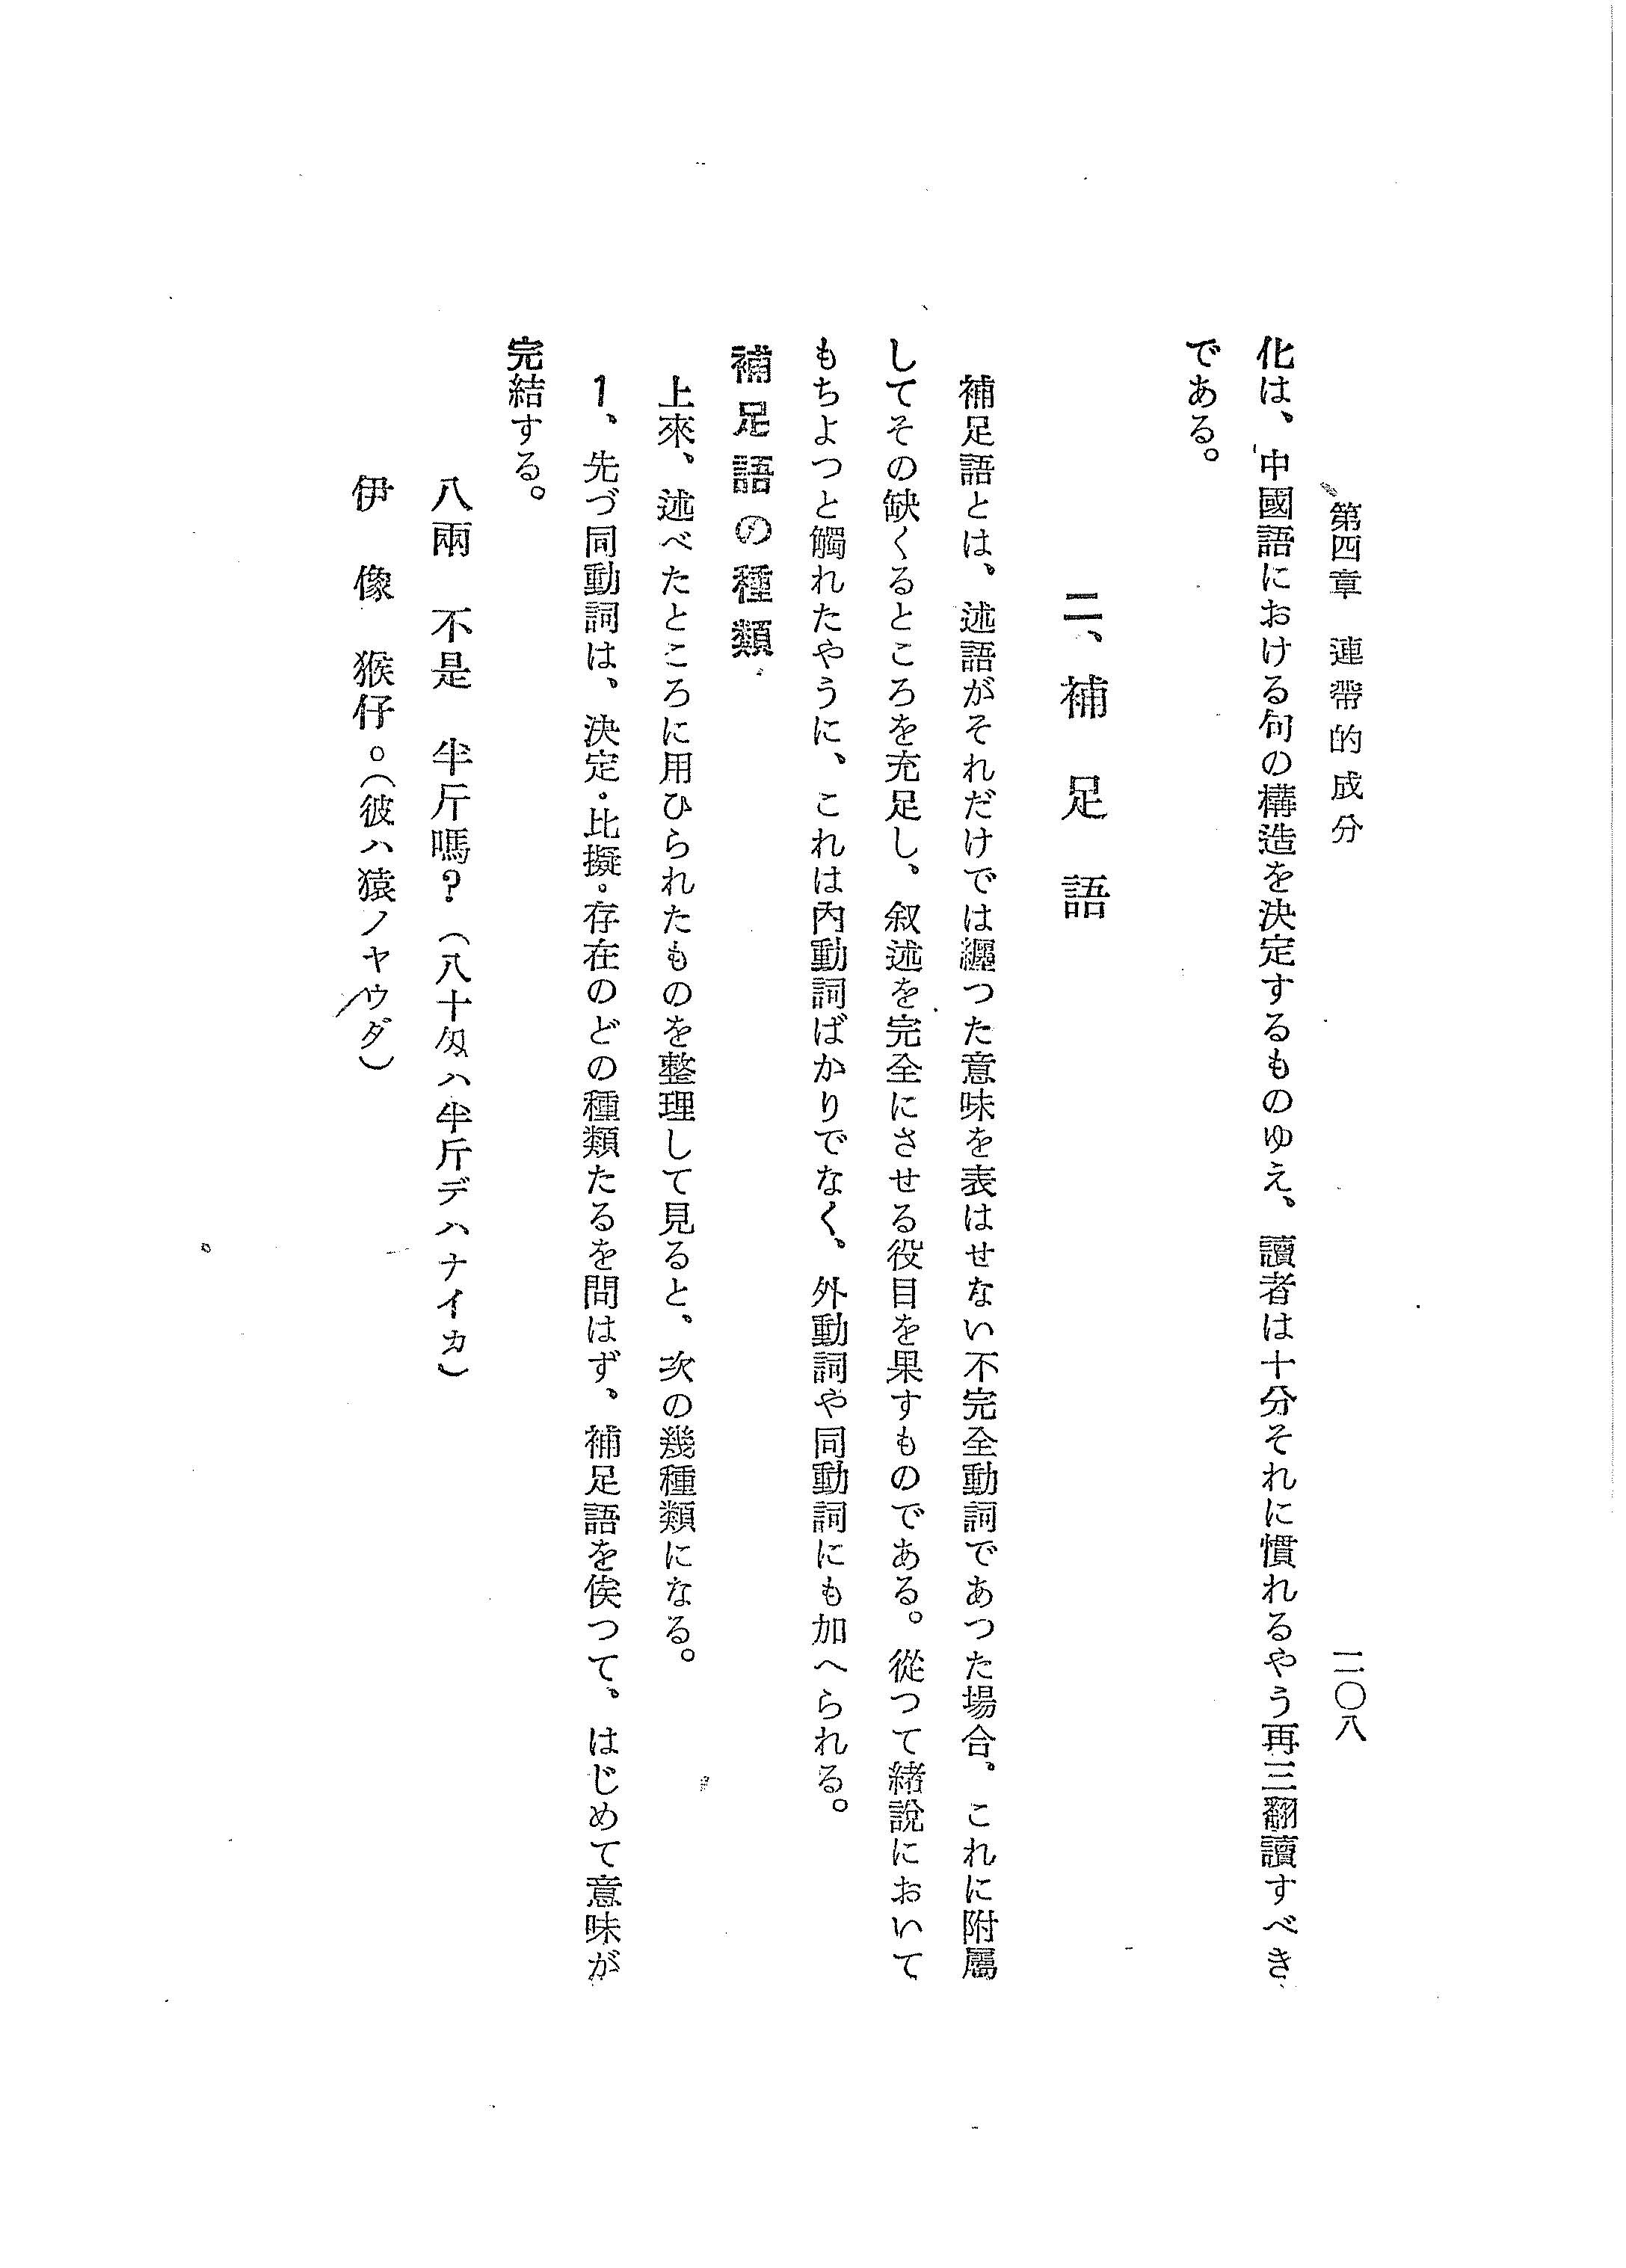 第四章　連帶的成分　二〇八
化は、中國語における句の構造を決定するものゆえ、讀者は十分それに慣れるやう再三翻讀すべき
である。
二、補足語
補足語とは、述語がそれだけでは纒つた意味を表はせない不完全動詞であつた場合、これに附屬
してその缺くるところを充足し、叙述を完全にさせる役目を果すものである。從つて緒說において
もちよつと觸れたやうに、これは內動詞ばかりでなく、外動詞や同動詞にも加へられる。
補足語の種類
上來、述べたところに用ひられたものを整理して見ると、次の幾種類になる。
1、先づ同動詞は、決定・比擬・存在のどの種類たるを問はず、補足語を俟つて、はじめて意味が
完結する。
八兩　不是　半斤嗎？（八十匁ハ半斤デハナイカ）
伊　像　猴仔。（彼ハ猿ノヤウダ）